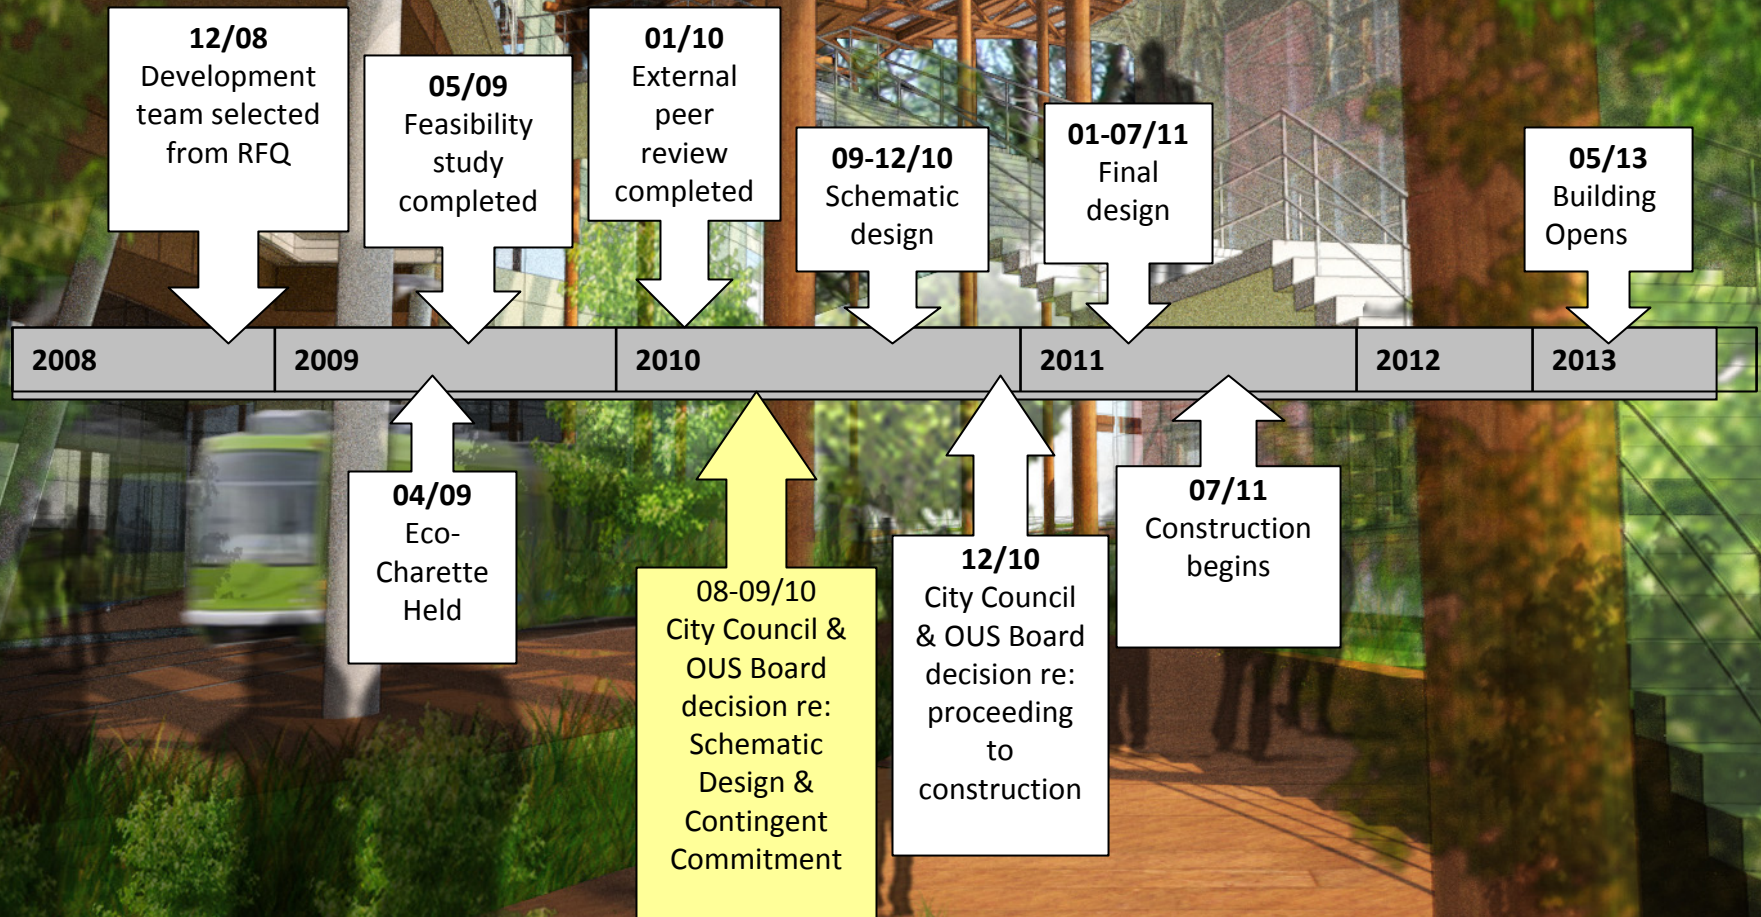 12/08
Development
team selected
from RFQ
05/09
Feasibility
study
completed
01/10
External
peer
review
completed
09-12/10
Schematic
design
01-07/11
Final
design
05/13
Building
Opens
2008
2009
2010
2011
2012
2013
04/09
Eco-
Charette
Held
08-09/10
City Council &
OUS Board
decision re:
Schematic
Design &
Contingent
Commitment
12/10
City Council
& OUS Board
decision re:
proceeding
to
construction
07/11
Construction
begins